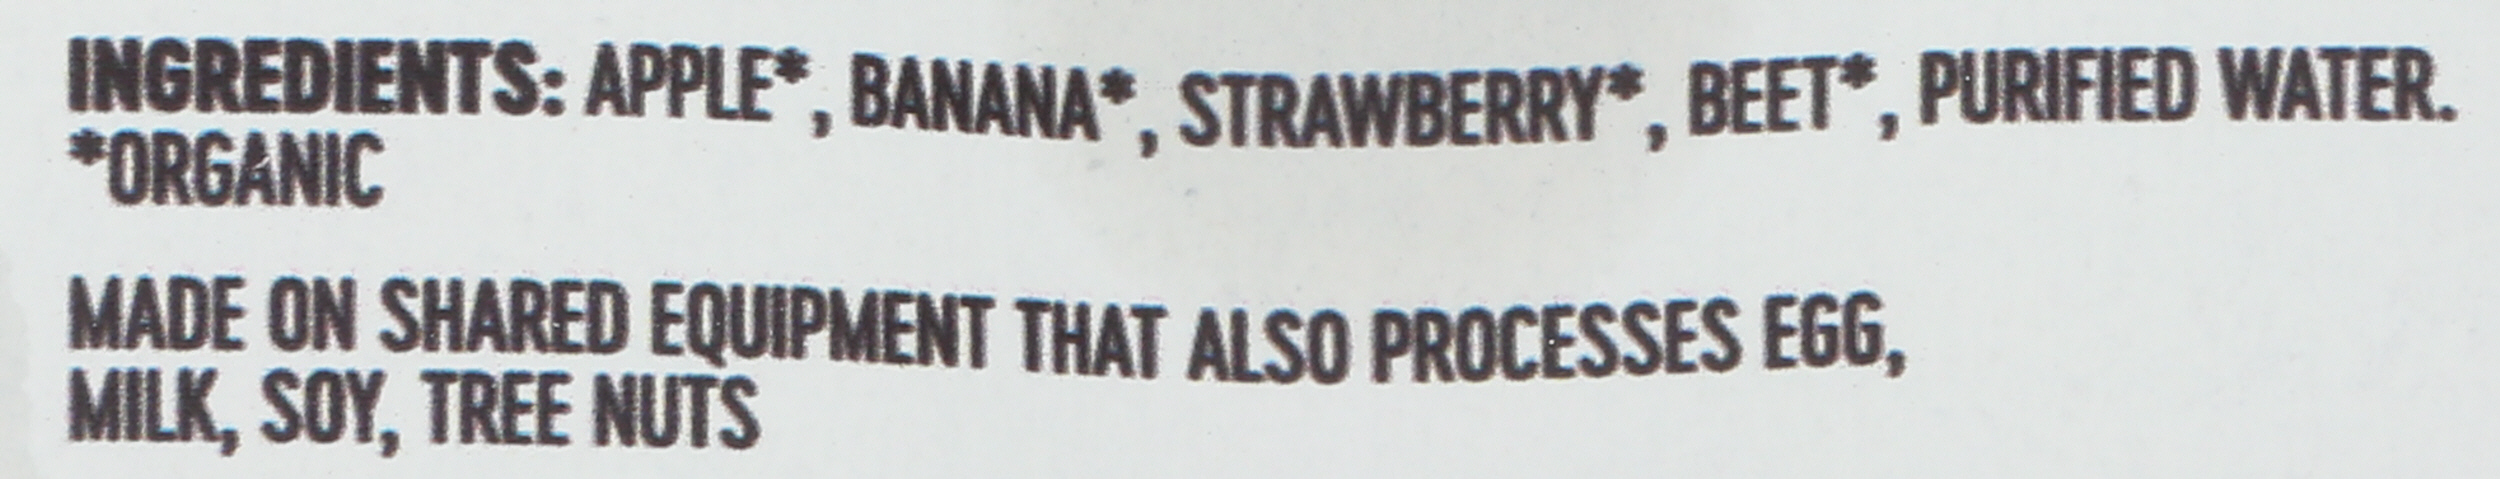 INGREDIENTS: APPLE*, BANANA*, STRAWBERRY*, BEET*, PURIFIED WATER.
*ORGANIC
MADE ON SHARED EQUIPMENT THAT ALSO PROCESSES EGG,
MILK, SOY, TREE NUTS